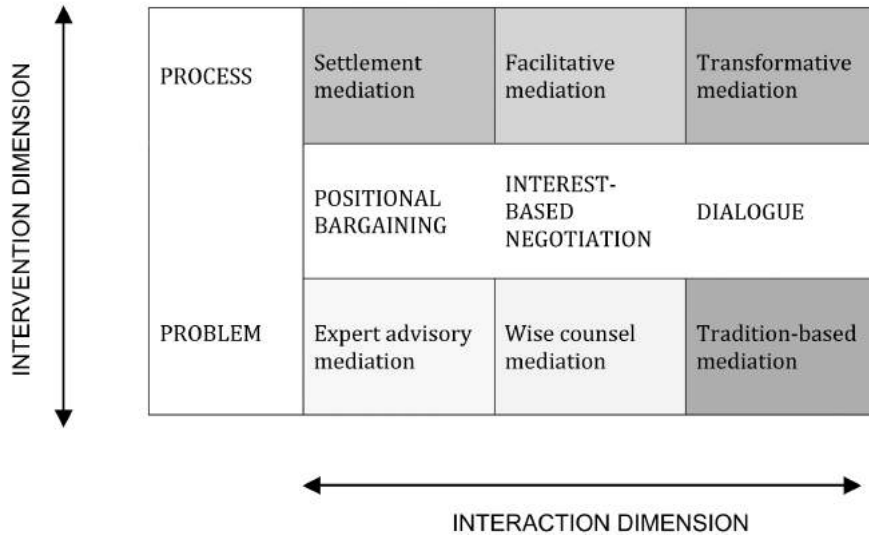 INTERVENTION DIMENSION
PROCESS
Settlement
mediation
Facilitative
mediation
Transformative
mediation
POSITIONAL
BARGAINING
INTEREST-
BASED
NEGOTIATION
DIALOGUE
PROBLEM
Expert advisory
mediation
Wise counsel
mediation
Tradition-based
mediation
INTERACTION DIMENSION